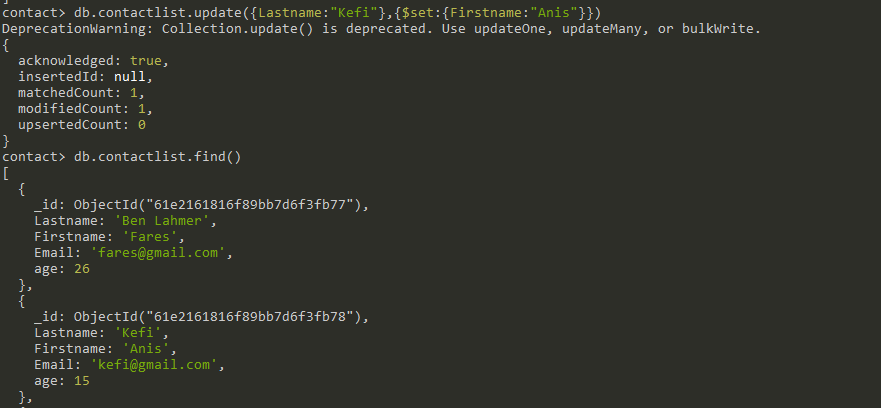 contact> db.contactlist.update({Lastname:"Kefi"},{$set:{Firstname:"Anis"}})
DeprecationWarning: Collection.update() is deprecated. Use updateOne, updateMany, or bulkWrite.
{
  acknowledged: true,
  insertedId: null,
  matchedCount: 1,
  modifiedCount: 1,
  upsertedCount: 0
}
contact> db.contactlist.find()
[
  {
    _id: ObjectId("61e2161816f89bb7d6f3fb77"),
    Lastname: 'Ben Lahmer',
    Firstname: 'Fares',
    Email: 'fares@gmail.com',
    age: 26
  },
  {
    _id: ObjectId("61e2161816f89bb7d6f3fb78"),
    Lastname: 'Kefi',
    Firstname: 'Anis',
    Email: 'kefi@gmail.com',
    age: 15
  },